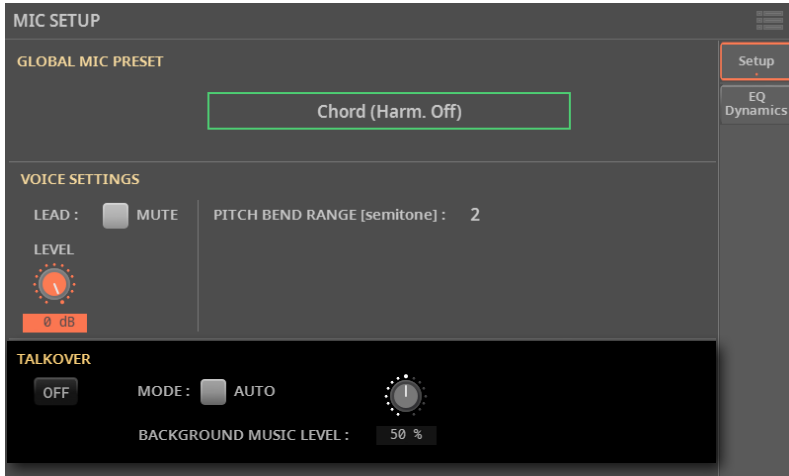 MIC SETUP
GLOBAL MIC PRESET
Setup
Chord (Harm. Off)
EQ
Dynamics
VOICE SETTINGS
LEAD : MUTE PITCH BEND RANGE [semitone] : 2
LEVEL
0 dB
TALKOVER
OFF MODE : AUTO
BACKGROUND MUSIC LEVEL : 50 %